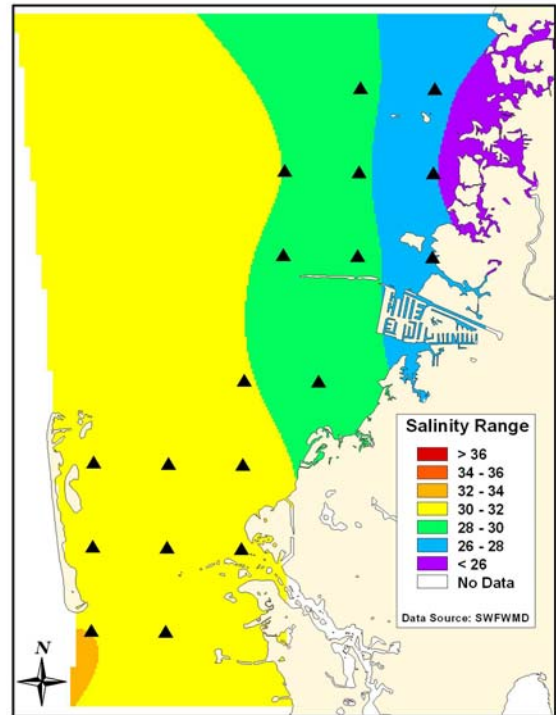 Salinity Range
> 36
34 - 36
32 - 34
30 - 32
28 - 30
26 - 28
< 26
No Data
Data Source: SWFWMD
N